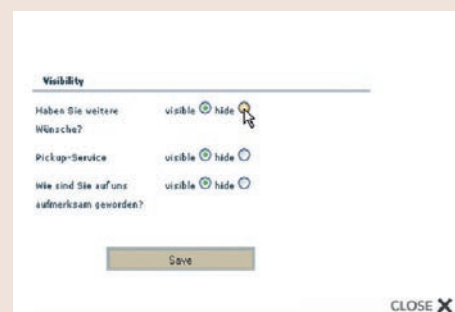 Visibility
Haben Sie weitere visible hide
Wünsche?
Pickup-Service visible hide
Wie sind Sie auf uns visible hide
aufmerksam geworden?
Save
CLOSE X